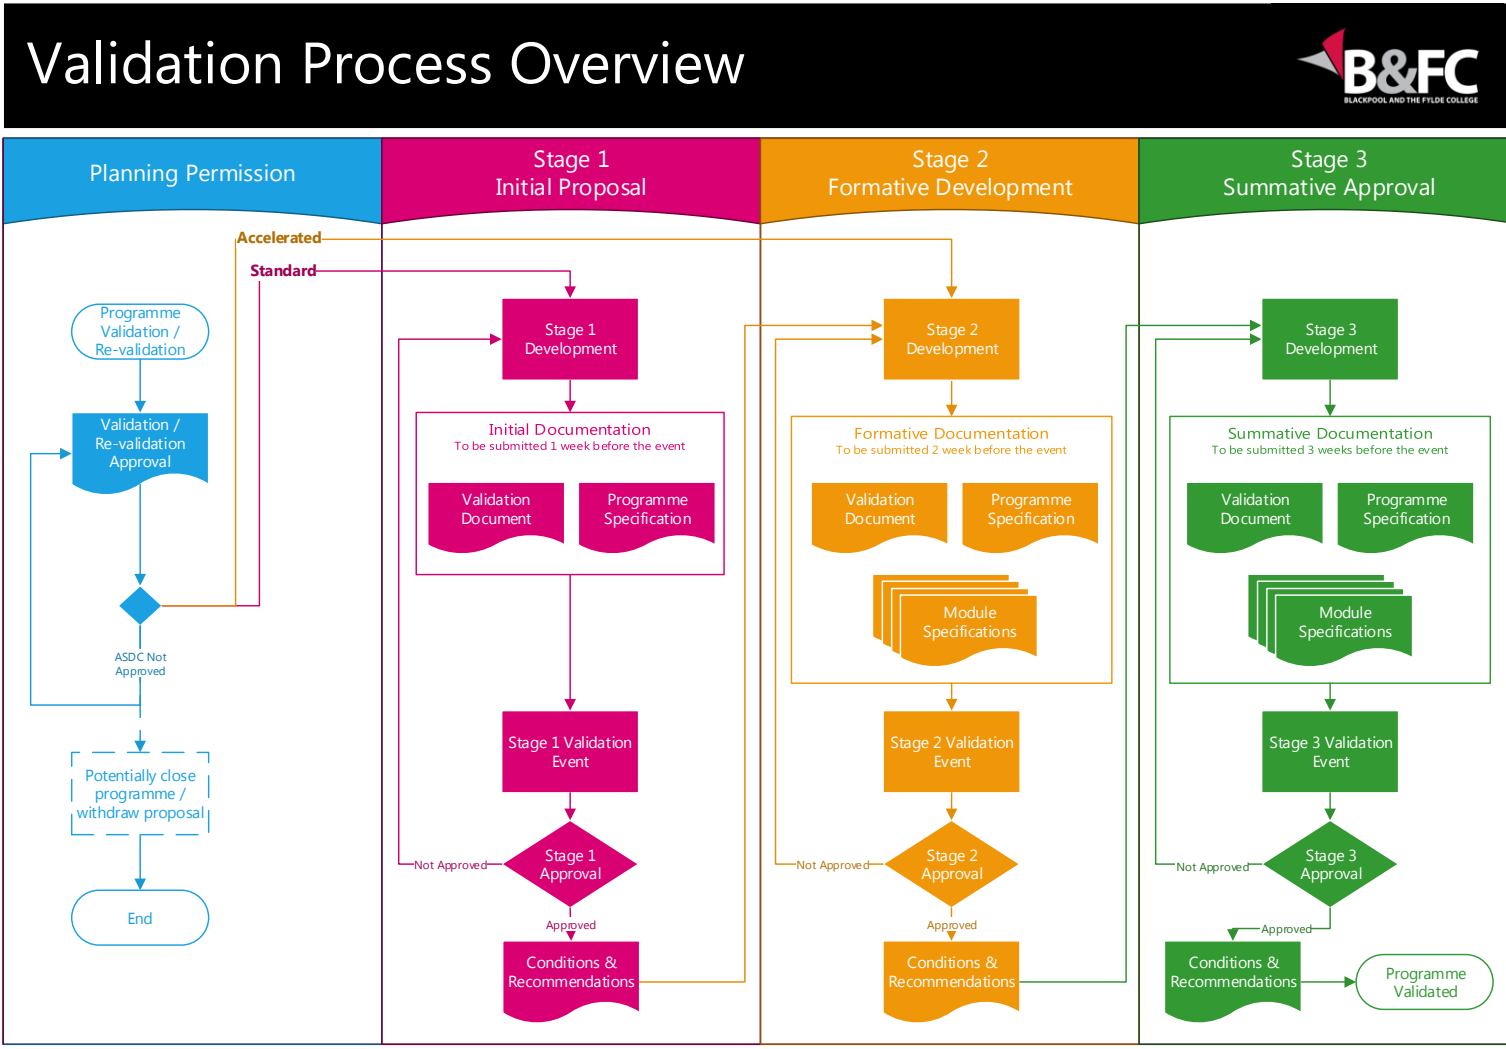 Validation Process Overview
B&FC
BLACKPOOL AND THE FYLDE COLLEGE
Planning Permission
Stage 1
Initial Proposal
Stage 2
Formative Development
Stage 3
Summative Approval
Accelerated
Standard
Programme
Validation /
Re-validation
Validation /
Re-validation
Approval
ASDC Not
Approved
Potentially close
programme /
withdraw proposal
End
Stage 1
Development
Initial Documentation
To be submitted 1 week before the event
Validation
Document
Programme
Specification
Stage 1 Validation
Event
Stage 1
Approval
Not Approved
Approved
Conditions &
Recommendations
Stage 2
Development
Formative Documentation
To be submitted 2 week before the event
Validation
Document
Programme
Specification
Module
Specifications
Stage 2 Validation
Event
Stage 2
Approval
Not Approved
Approved
Conditions &
Recommendations
Stage 3
Development
Summative Documentation
To be submitted 3 weeks before the event
Validation
Document
Programme
Specification
Module
Specifications
Stage 3 Validation
Event
Stage 3
Approval
Not Approved
Approved
Conditions &
Recommendations
Programme
Validated